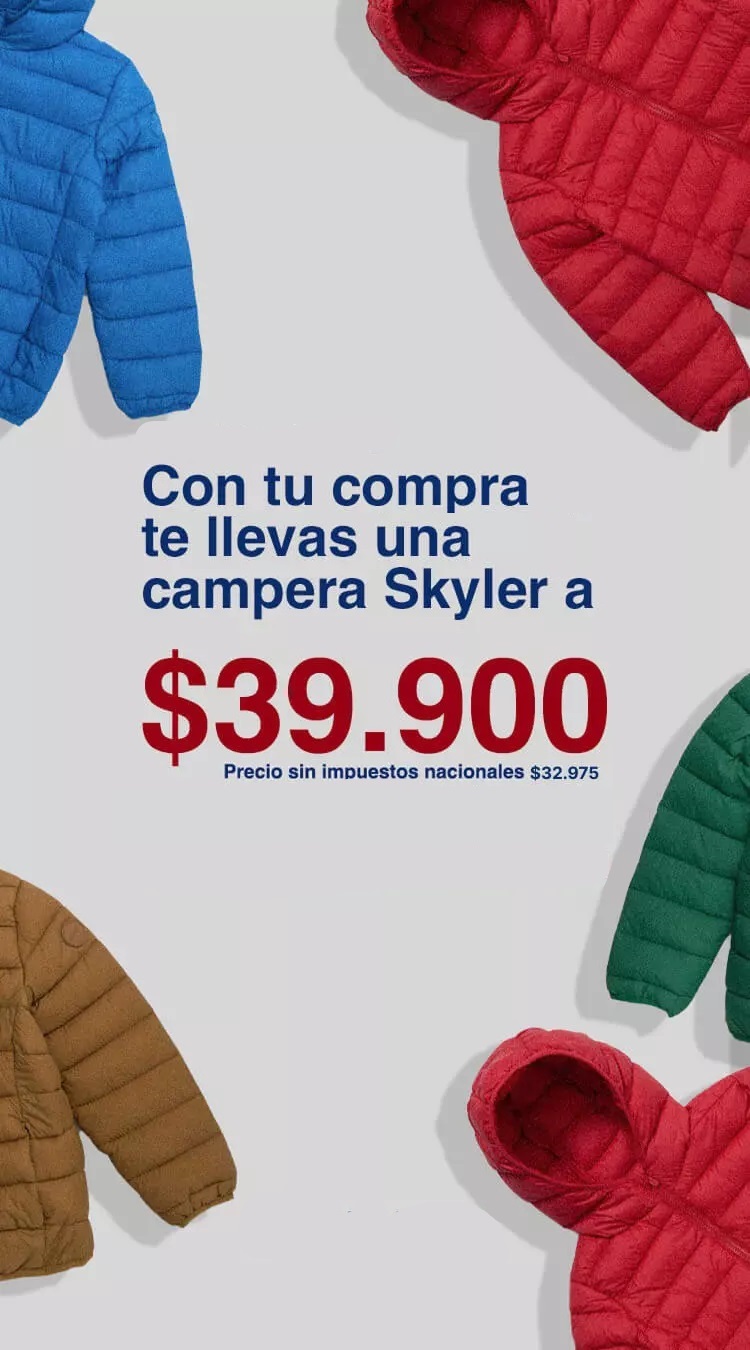 Con tu compra
te llevas una
campera Skyler a
$39.900
Precio sin impuestos nacionales $32.975